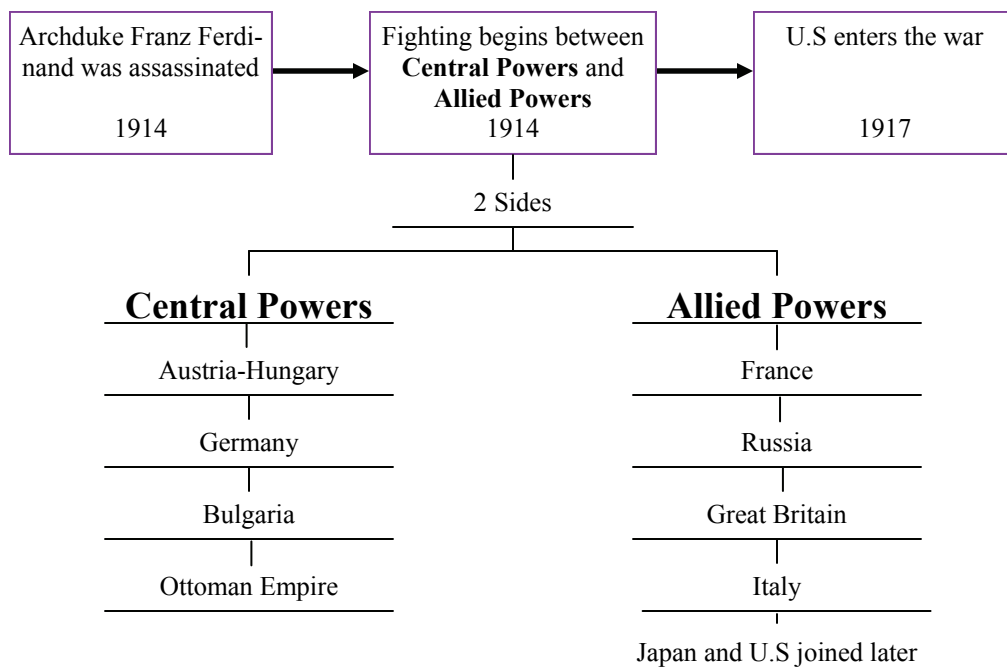 Archduke Franz Ferdi-
nand was assassinated
1914
Fighting begins between
Central Powers and
Allied Powers
1914
U.S enters the war
1917
2 Sides
Central Powers
Austria-Hungary
Germany
Bulgaria
Ottoman Empire
Allied Powers
France
Russia
Great Britain
Italy
Japan and U.S joined later